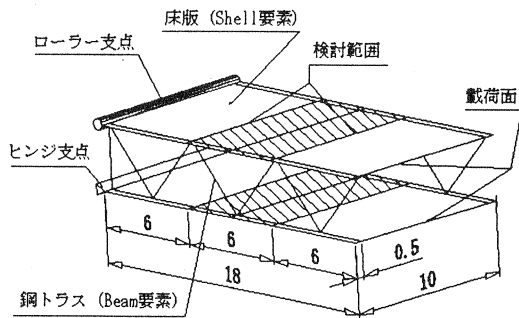 床版 (Shell要素)
ローラー支点
検討範囲
載荷面
ヒンジ支点
6
6
6
0.5
18
10
鋼トラス (Beam要素)